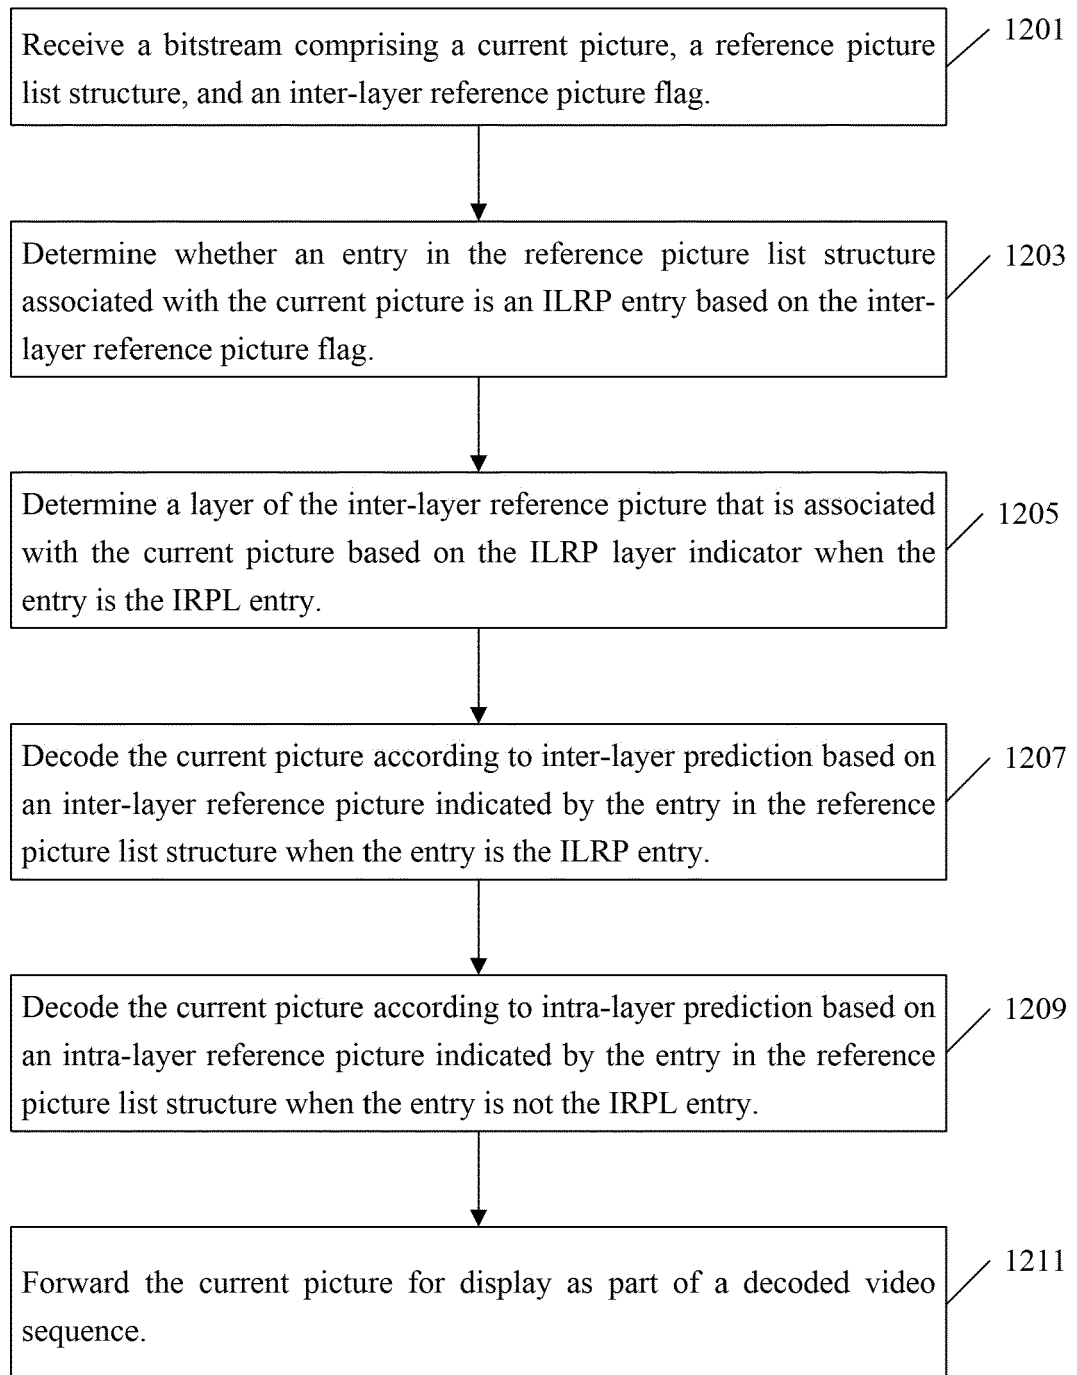 Receive a bitstream comprising a current picture, a reference picture
list structure, and an inter-layer reference picture flag.
1201
Determine whether an entry in the reference picture list structure
associated with the current picture is an ILRP entry based on the inter-
layer reference picture flag.
1203
Determine a layer of the inter-layer reference picture that is associated
with the current picture based on the ILRP layer indicator when the
entry is the IRPL entry.
1205
Decode the current picture according to inter-layer prediction based on
an inter-layer reference picture indicated by the entry in the reference
picture list structure when the entry is the ILRP entry.
1207
Decode the current picture according to intra-layer prediction based on
an intra-layer reference picture indicated by the entry in the reference
picture list structure when the entry is not the IRPL entry.
1209
Forward the current picture for display as part of a decoded video
sequence.
1211